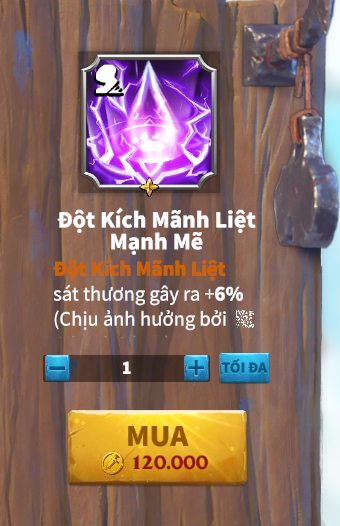 Đột Kích Mãnh Liệt
Mạnh Mẽ
Đột Kích Mãnh Liệt
sát thương gây ra +6%
(Chịu ảnh hưởng bởi
1
TỐI ĐA
MUA
120.000